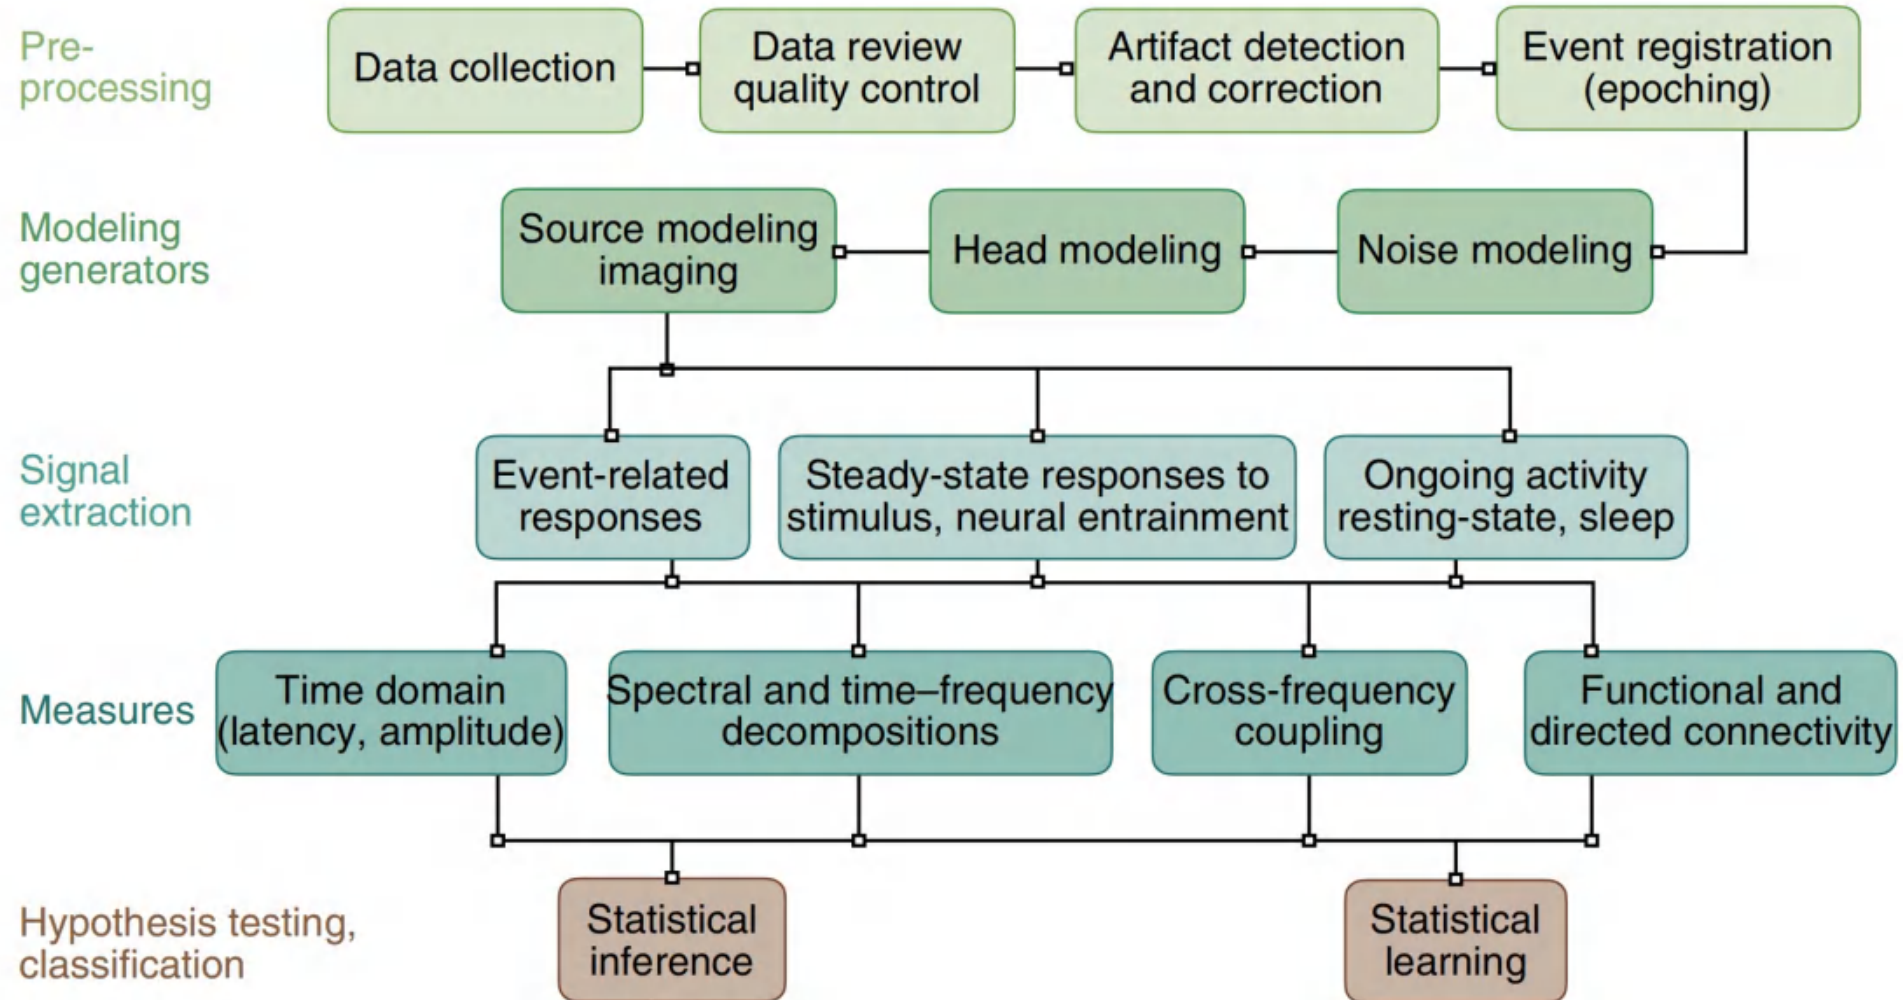 Pre-
processing
Data collection
Data review
quality control
Artifact detection
and correction
Event registration
(epoching)
Modeling
generators
Source modeling
imaging
Head modeling
Noise modeling
Signal
extraction
Event-related
responses
Steady-state responses to
stimulus, neural entrainment
Ongoing activity
resting-state, sleep
Measures
Time domain
(latency, amplitude)
Spectral and time–frequency
decompositions
Cross-frequency
coupling
Functional and
directed connectivity
Hypothesis testing,
classification
Statistical
inference
Statistical
learning